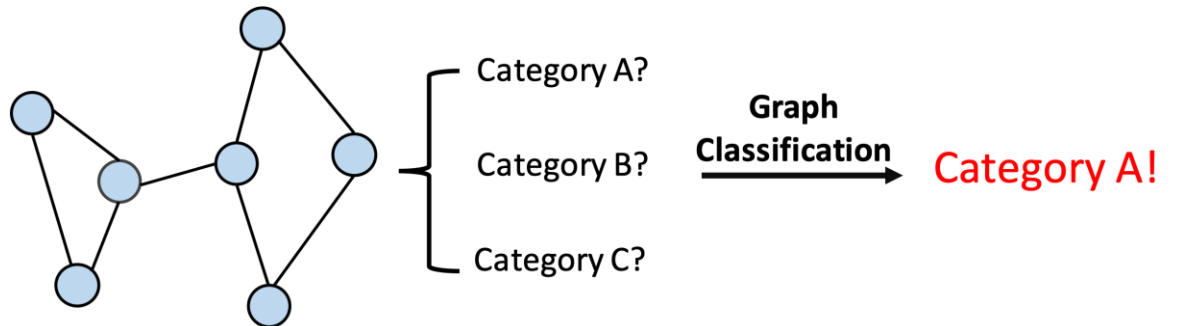 Category A?
Category B?
Category C?
Graph
Classification
Category A!